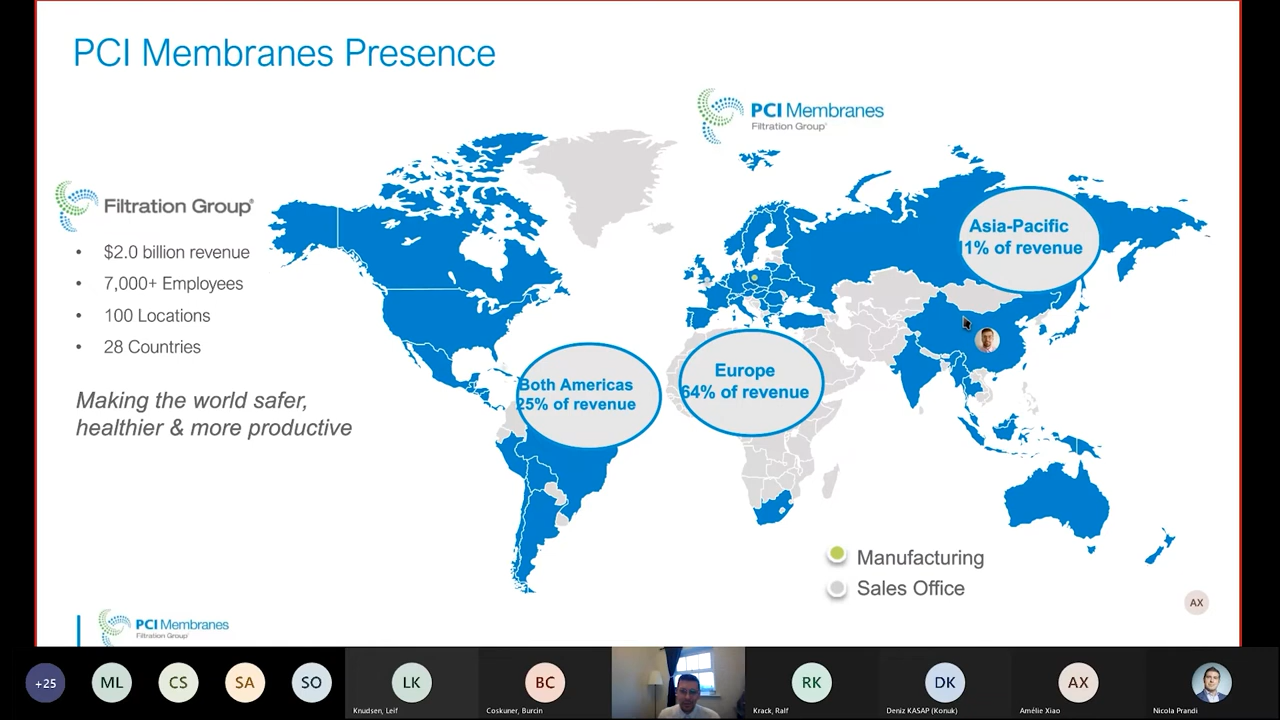 PCI Membranes Presence
PCI Membranes
Filtration Group
Filtration Group
• $2.0 billion revenue
• 7,000+ Employees
• 100 Locations
• 28 Countries
Making the world safer,
healthier & more productive
Both Americas
25% of revenue
Europe
64% of revenue
Asia-Pacific
11% of revenue
Manufacturing
Sales Office
AX
PCI Membranes
Filtration Group
+25
ML
CS
SA
SO
LK
Knudsen, Leif
BC
Coskuner, Burcin
RK
Krack, Ralf
DK
Deniz KASAP (Konuk)
AX
Amélie Xiao
Nicola Prandi